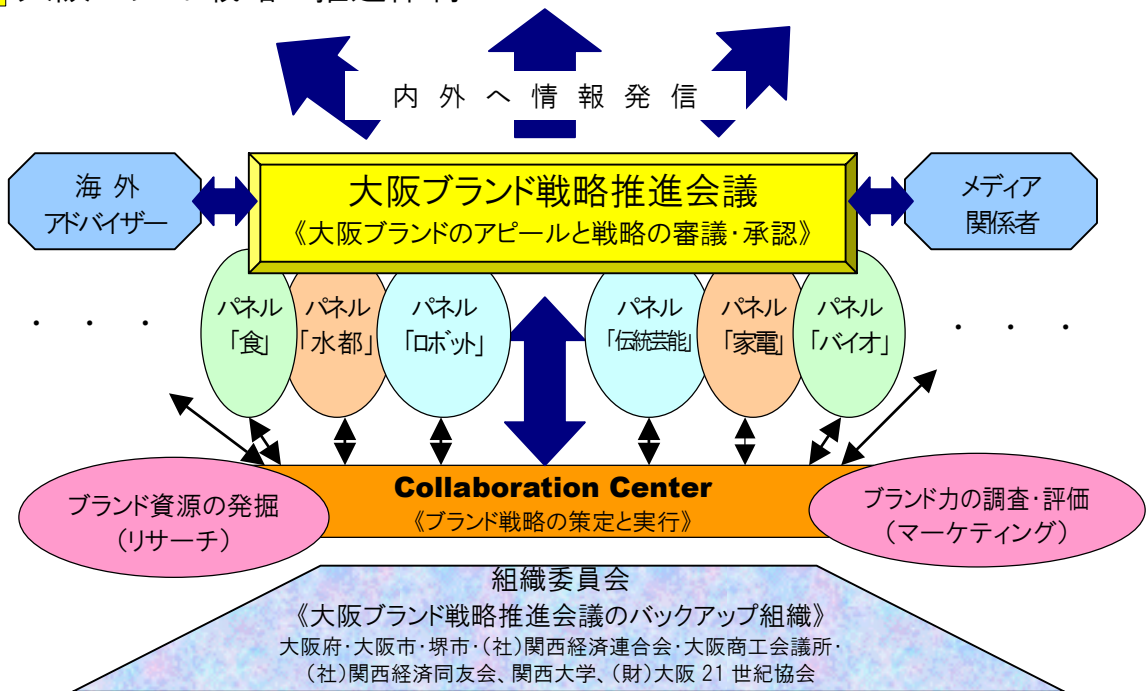 内外へ情報発信
海外
アドバイザー
大阪ブランド戦略推進会議
《大阪ブランドのアピールと戦略の審議・承認》
メディア
関係者
・・・
パネル
「食」
パネル
「水都」
パネル
「ロボット」
パネル
「伝統芸能」
パネル
「家電」
パネル
「バイオ」
・・・
ブランド資源の発掘
(リサーチ)
Collaboration Center
《ブランド戦略の策定と実行》
ブランド力の調査・評価
(マーケティング)
組織委員会
《大阪ブランド戦略推進会議のバックアップ組織》
大阪府・大阪市・堺市・(社)関西経済連合会・大阪商工会議所・
(社)関西経済同友会、関西大学、(財)大阪21世紀協会